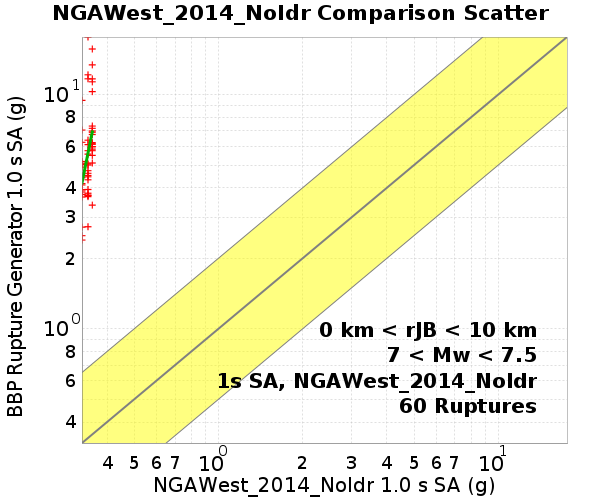 NGAWest_2014_NoIdr Comparison Scatter
BBP Rupture Generator 1.0 s SA (g)
10^1
8
6
4
3
2
10^0
8
6
4
0 km < rJB < 10 km
7 < Mw < 7.5
1s SA, NGAWest_2014_NoIdr
60 Ruptures
4 5 6 7 10^0 2 3 4 5 6 7 10^1
NGAWest_2014_NoIdr 1.0 s SA (g)